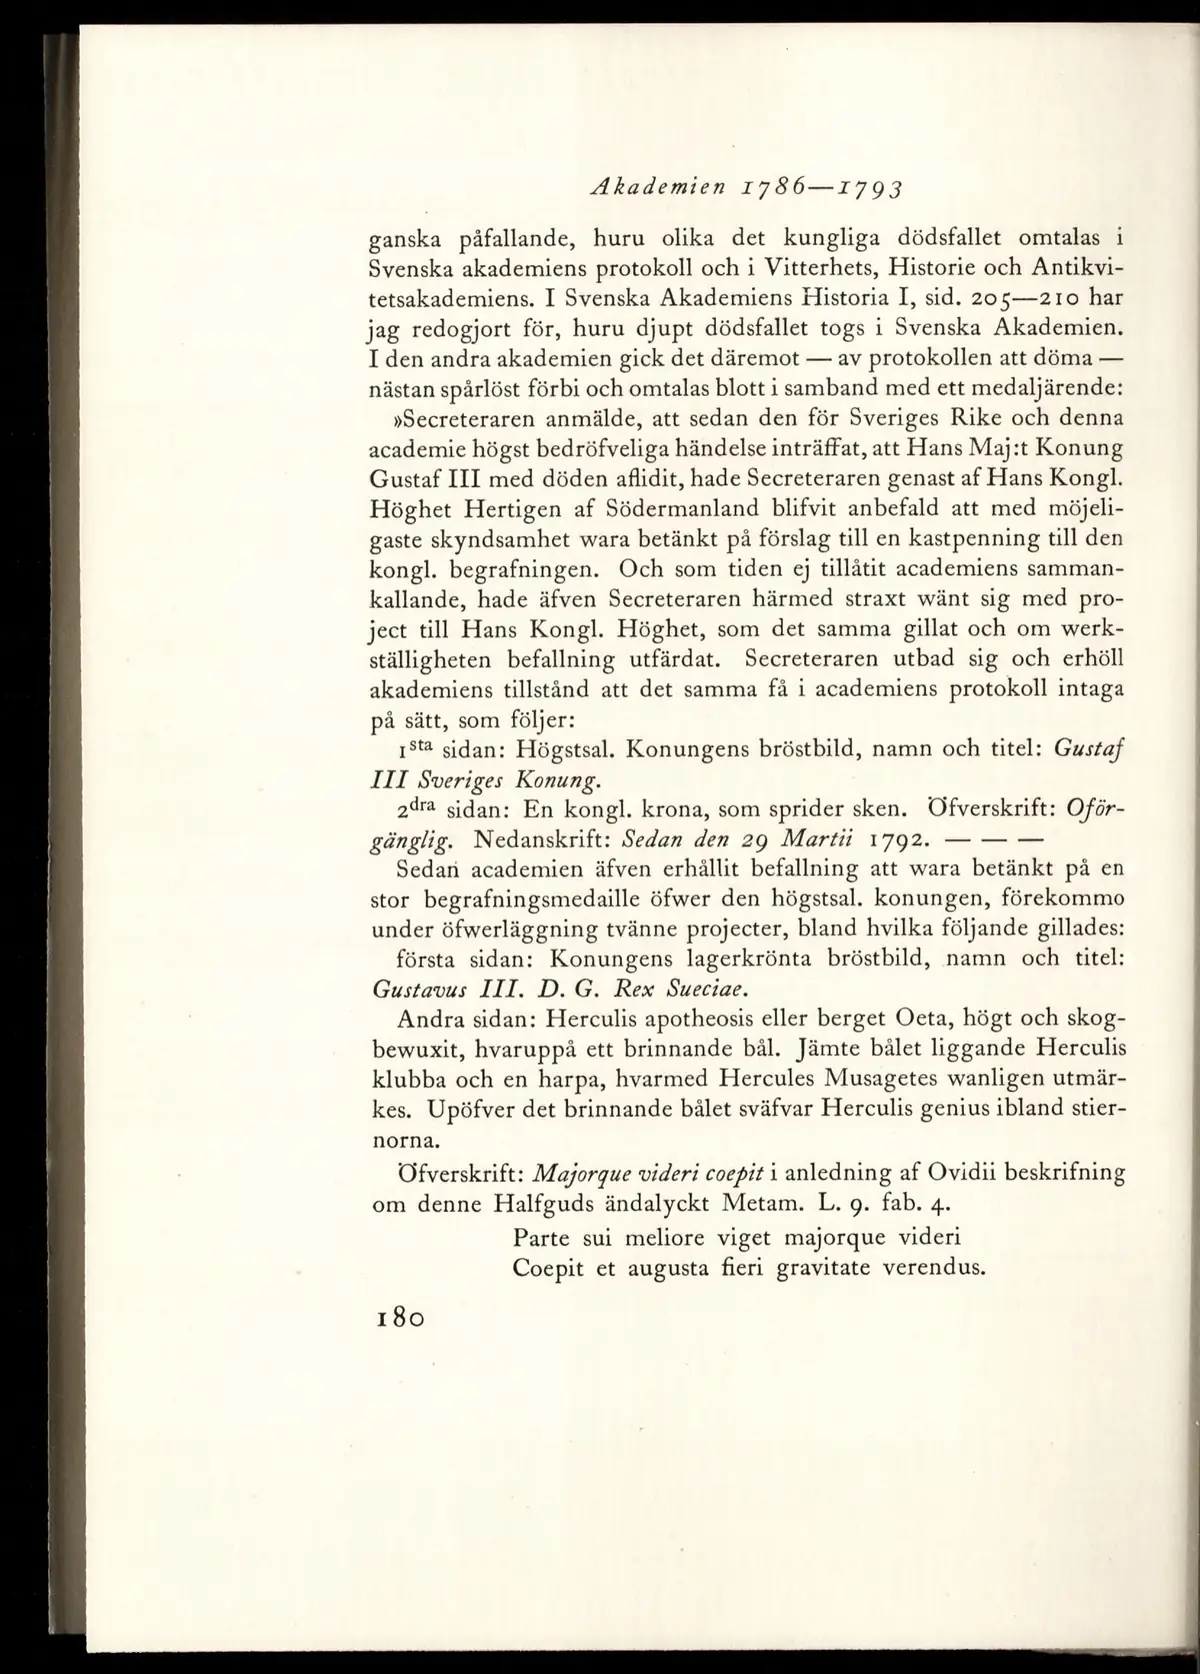 Akademien 1786—1793
ganska påfallande, huru olika det kungliga dödsfallet omtalas i
Svenska akademiens protokoll och i Vitterhets, Historie och Antikvi-
tetsakademiens. I Svenska Akademiens Historia I, sid. 205—210 har
jag redogjort för, huru djupt dödsfallet togs i Svenska Akademien.
I den andra akademien gick det däremot — av protokollen att döma —
nästan spårlöst förbi och omtalas blott i samband med ett medaljärende:
»Secreteraren anmälde, att sedan den för Sveriges Rike och denna
academie högst bedröfveliga händelse inträffat, att Hans Maj:t Konung
Gustaf III med döden aflidit, hade Secreteraren genast af Hans Kongl.
Höghet Hertigen af Södermanland blifvit anbefald att med möjeli-
gaste skyndsamhet wara betänkt på förslag till en kastpenning till den
kongl. begrafningen. Och som tiden ej tillåtit academiens samman-
kallande, hade äfven Secreteraren härmed straxt wänt sig med pro-
ject till Hans Kongl. Höghet, som det samma gillat och om werk-
ställigheten befallning utfärdat. Secreteraren utbad sig och erhöll
akademiens tillstånd att det samma få i academiens protokoll intaga
på sätt, som följer:
1sta sidan: Högstsal. Konungens bröstbild, namn och titel: Gustaf
III Sveriges Konung.
2dra sidan: En kongl. krona, som sprider sken. Öfverskrift: Oför-
gänglig. Nedanskrift: Sedan den 29 Martii 1792. — — —
Sedan academien äfven erhållit befallning att wara betänkt på en
stor begrafningsmedaille öfwer den högstsal. konungen, förekommo
under öfwerläggning tvänne projecter, bland hvilka följande gillades:
första sidan: Konungens lagerkrönta bröstbild, namn och titel:
Gustavus III. D. G. Rex Sueciae.
Andra sidan: Herculis apotheosis eller berget Oeta, högt och skog-
bewuxit, hvaruppå ett brinnande bål. Jämte bålet liggande Herculis
klubba och en harpa, hvarmed Hercules Musagetes wanligen utmär-
kes. Upöfver det brinnande bålet sväfvar Herculis genius ibland stier-
norna.
Öfverskrift: Majorque videri coepit i anledning af Ovidii beskrifning
om denne Halfguds ändalyckt Metam. L. 9. fab. 4.
Parte sui meliore viget majorque videri
Coepit et augusta fieri gravitate verendus.
180